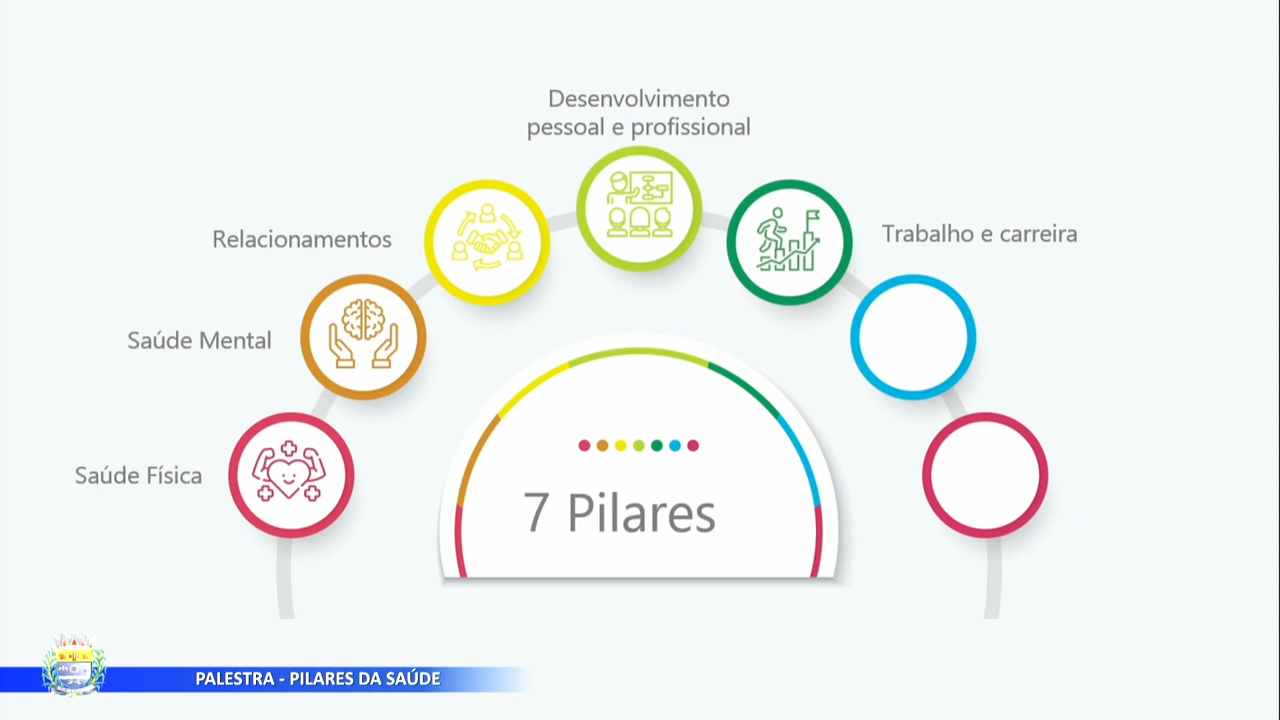 Desenvolvimento
pessoal e profissional
Relacionamentos
Trabalho e carreira
Saúde Mental
Saúde Física
7 Pilares
PALESTRA - PILARES DA SAÚDE